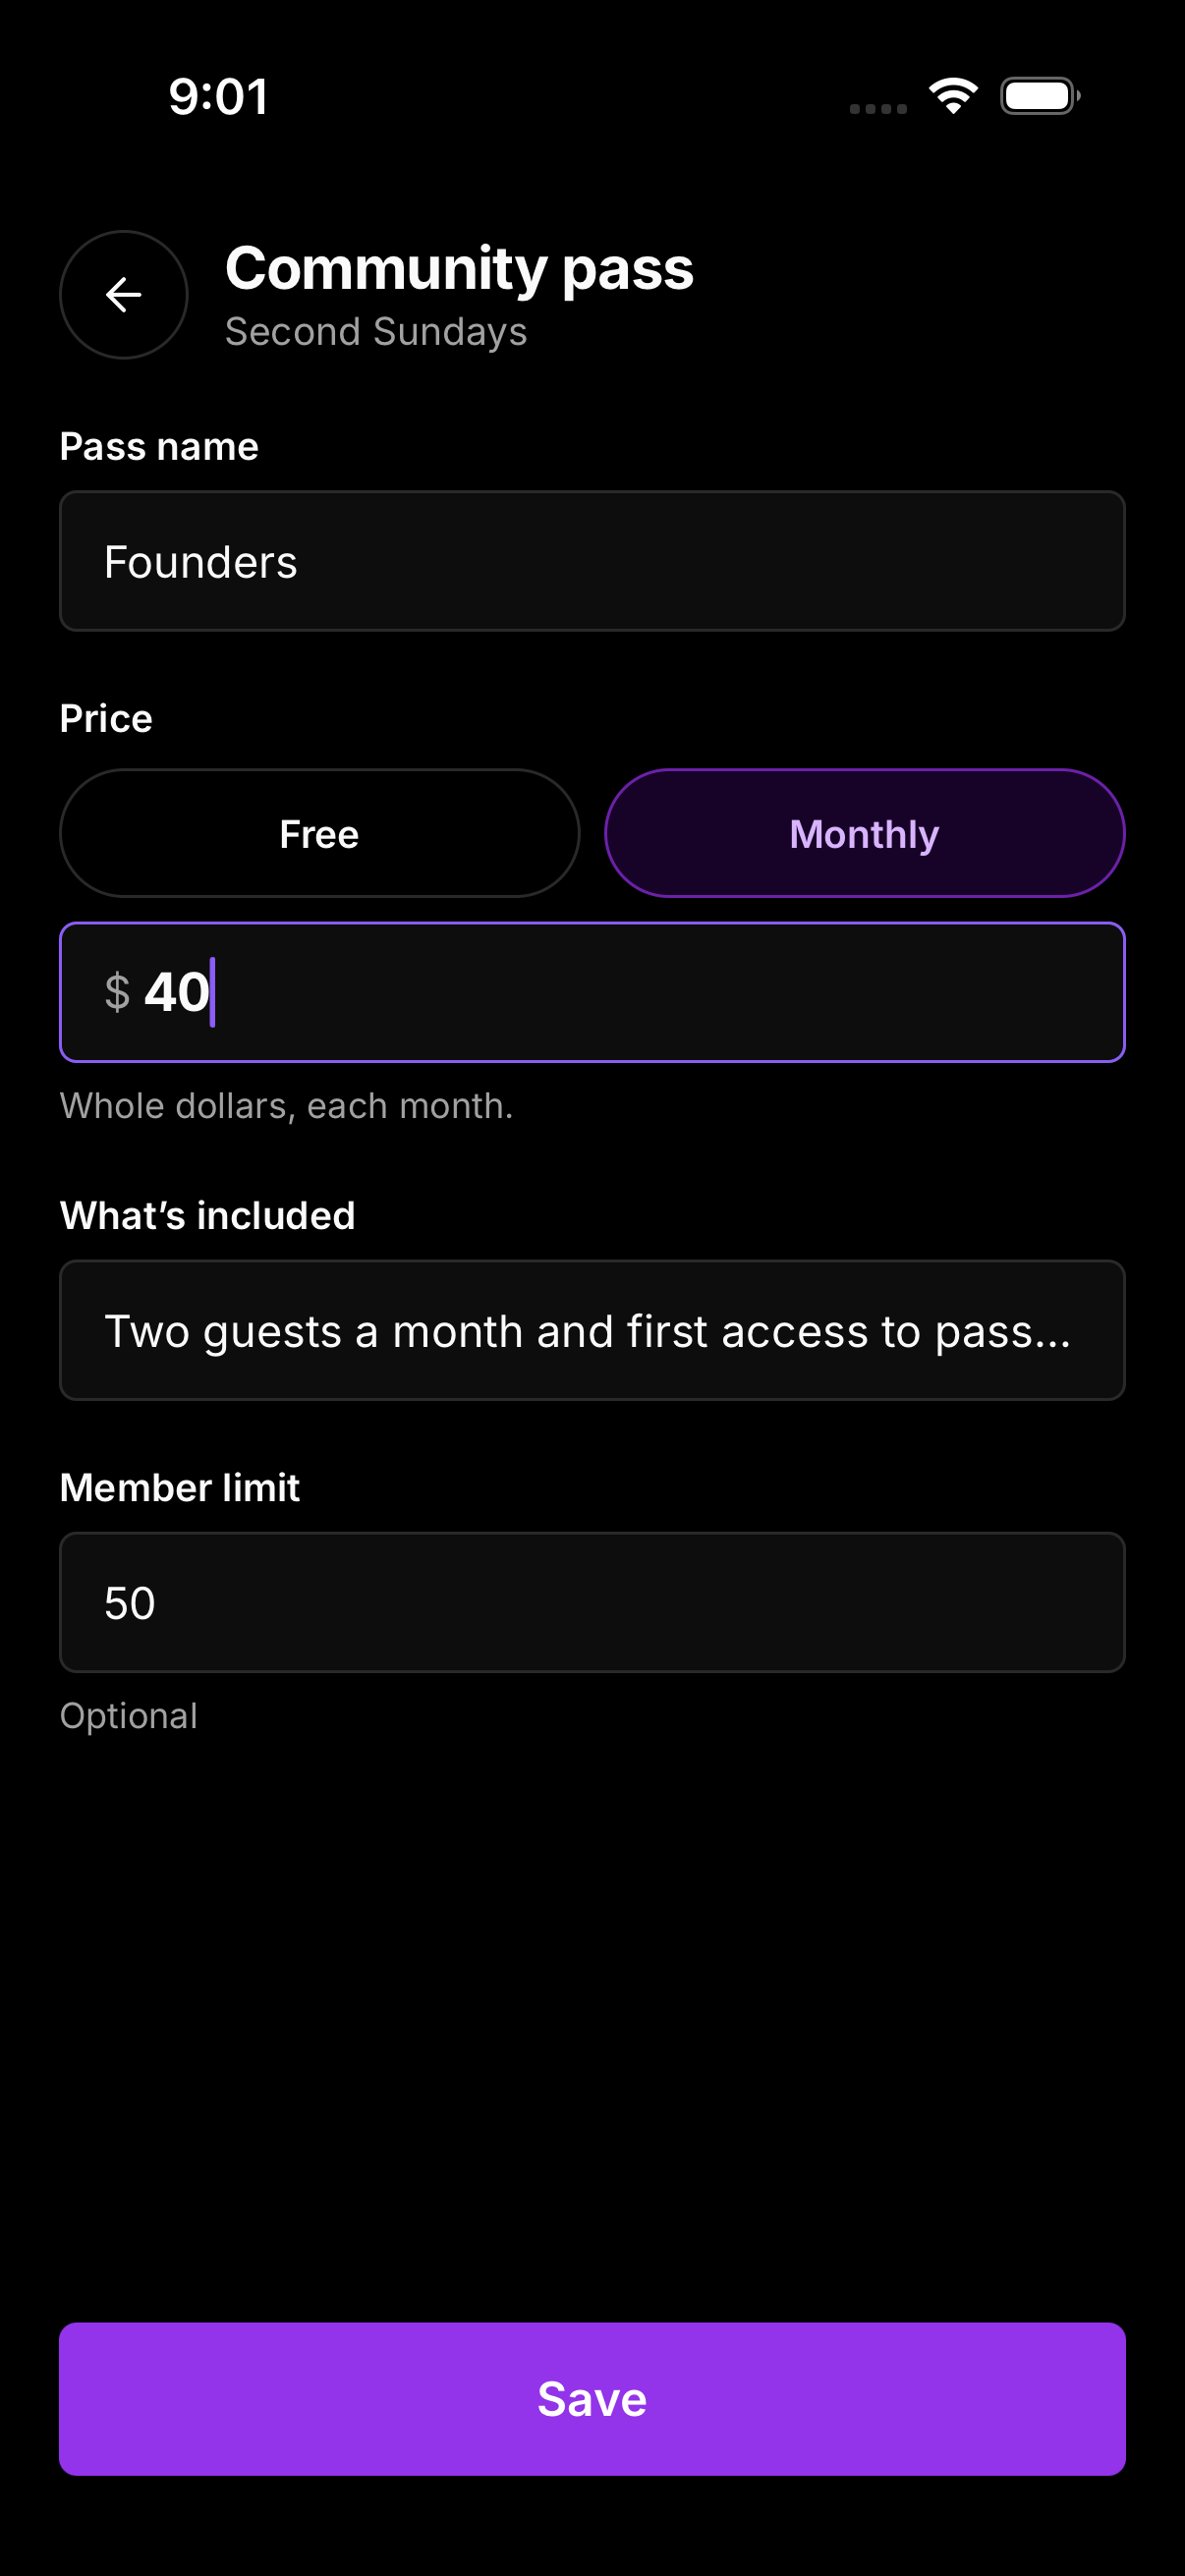 9:01
Community pass
Second Sundays
Pass name
Founders
Price
Free
Monthly
$ 40
Whole dollars, each month.
What’s included
Two guests a month and first access to pass...
Member limit
50
Optional
Save